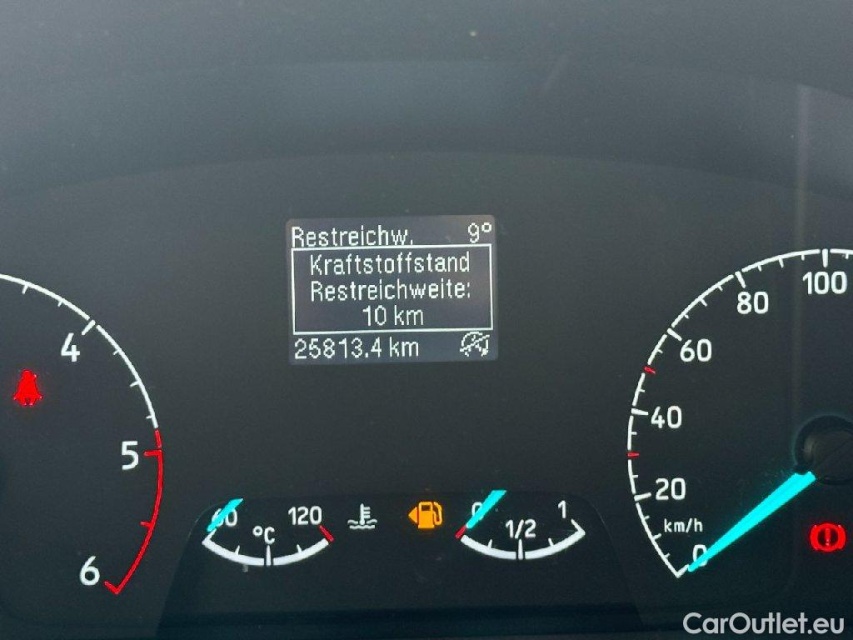 Restreichw. 9°
Kraftstoffstand
Restreichweite:
10 km
25813.4 km
4
5
6
60
°C
120
0
1/2
1
100
80
60
40
20
km/h
0
CarOutlet.eu